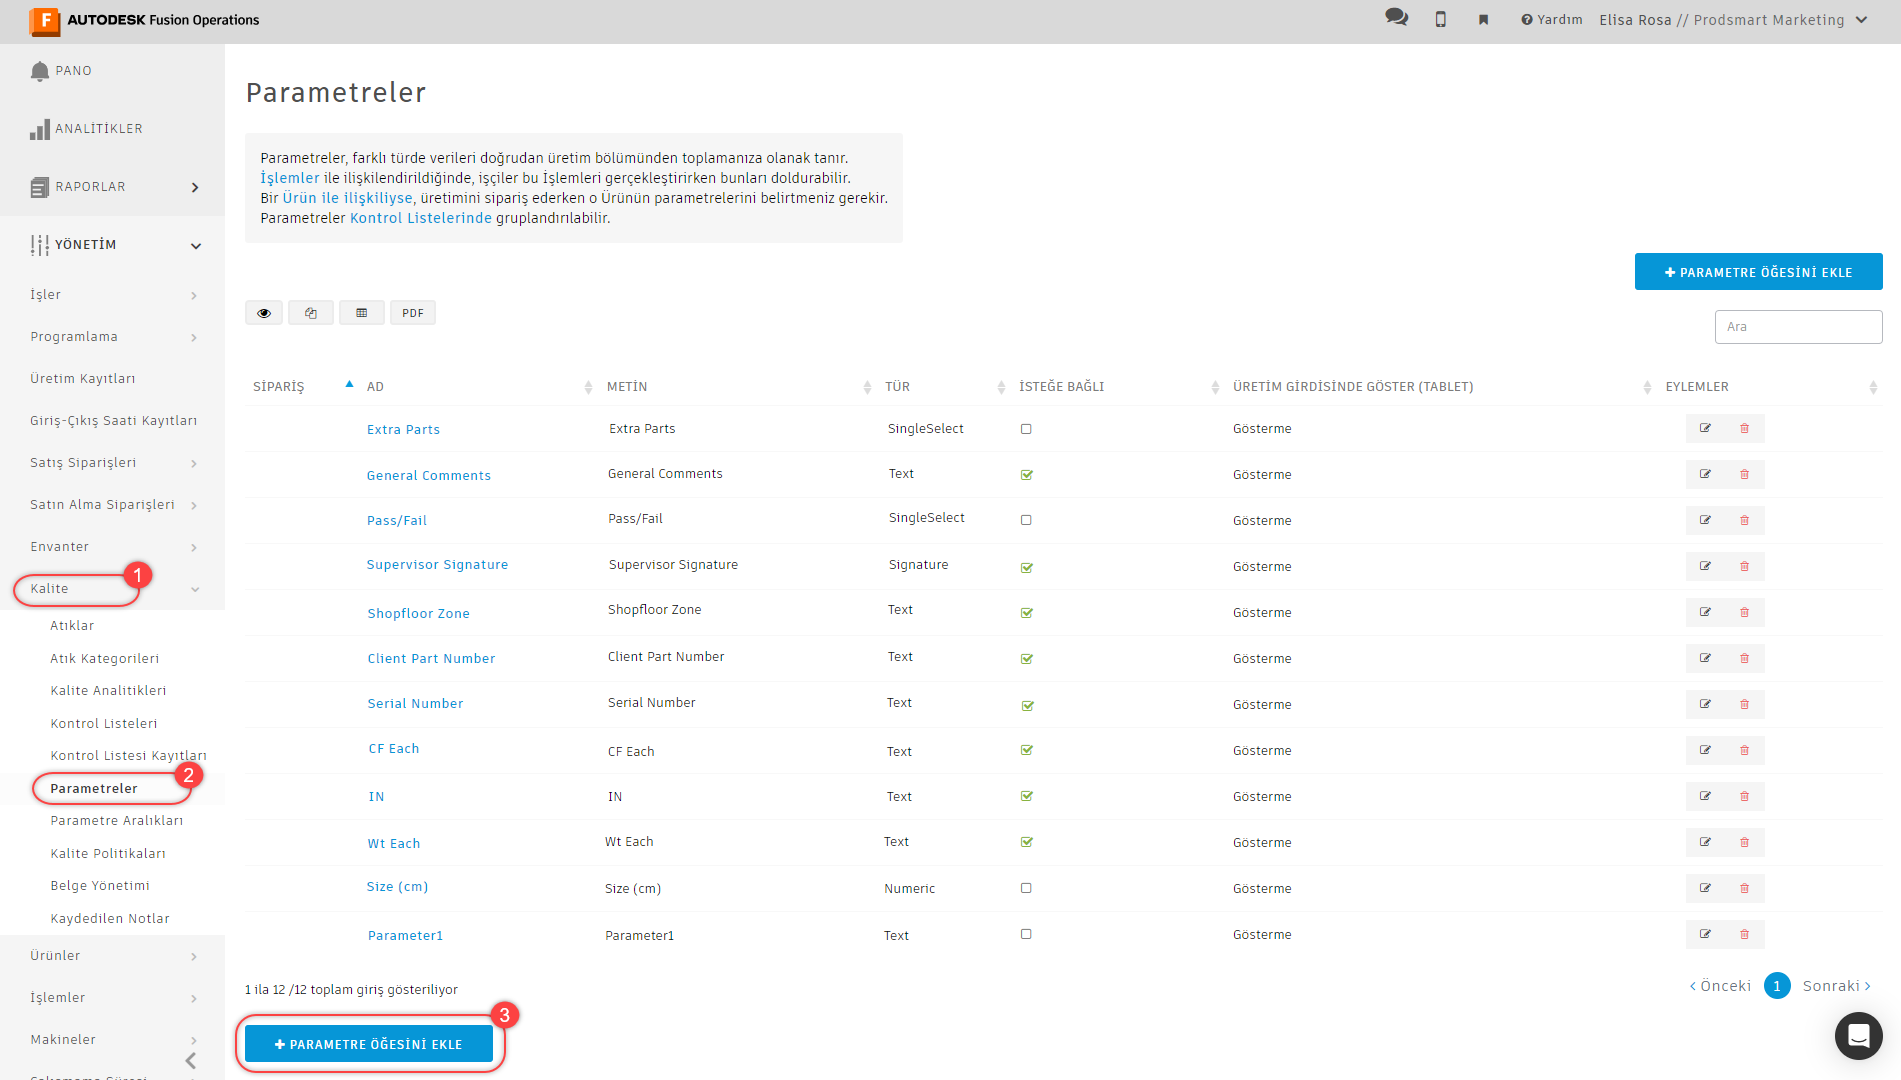 AUTODESK Fusion Operations
Yardım
Elisa Rosa // Prodsmart Marketing
PANO
ANALİTİKLER
RAPORLAR
YÖNETİM
İşler
Programlama
Üretim Kayıtları
Giriş-Çıkış Saati Kayıtları
Satış Siparişleri
Satın Alma Siparişleri
Envanter
Kalite
1
Atıklar
Atık Kategorileri
Kalite Analitikleri
Kontrol Listeleri
Kontrol Listesi Kayıtları
Parametreler
2
Parametre Aralıkları
Kalite Politikaları
Belge Yönetimi
Kaydedilen Notlar
Ürünler
İşlemler
Makineler
Parametreler
Parametreler, farklı türde verileri doğrudan üretim bölümünden toplamanıza olanak tanır.
İşlemler ile ilişkilendirildiğinde, işçiler bu İşlemleri gerçekleştirirken bunları doldurabilir.
Bir Ürün ile ilişkiliyse, üretimini sipariş ederken o Ürünün parametrelerini belirtmeniz gerekir.
Parametreler Kontrol Listelerinde gruplandırılabilir.
+ PARAMETRE ÖĞESİNİ EKLE
PDF
Ara
SİPARİŞ AD METİN TÜR İSTEĞE BAĞLI ÜRETİM GİRDİSİNDE GÖSTER (TABLET) EYLEMLER
Extra Parts Extra Parts SingleSelect Gösterme
General Comments General Comments Text Gösterme
Pass/Fail Pass/Fail SingleSelect Gösterme
Supervisor Signature Supervisor Signature Signature Gösterme
Shopfloor Zone Shopfloor Zone Text Gösterme
Client Part Number Client Part Number Text Gösterme
Serial Number Serial Number Text Gösterme
CF Each CF Each Text Gösterme
IN IN Text Gösterme
Wt Each Wt Each Text Gösterme
Size (cm) Size (cm) Numeric Gösterme
Parameter1 Parameter1 Text Gösterme
1 ila 12 /12 toplam giriş gösteriliyor
< Önceki 1 Sonraki >
3
+ PARAMETRE ÖĞESİNİ EKLE